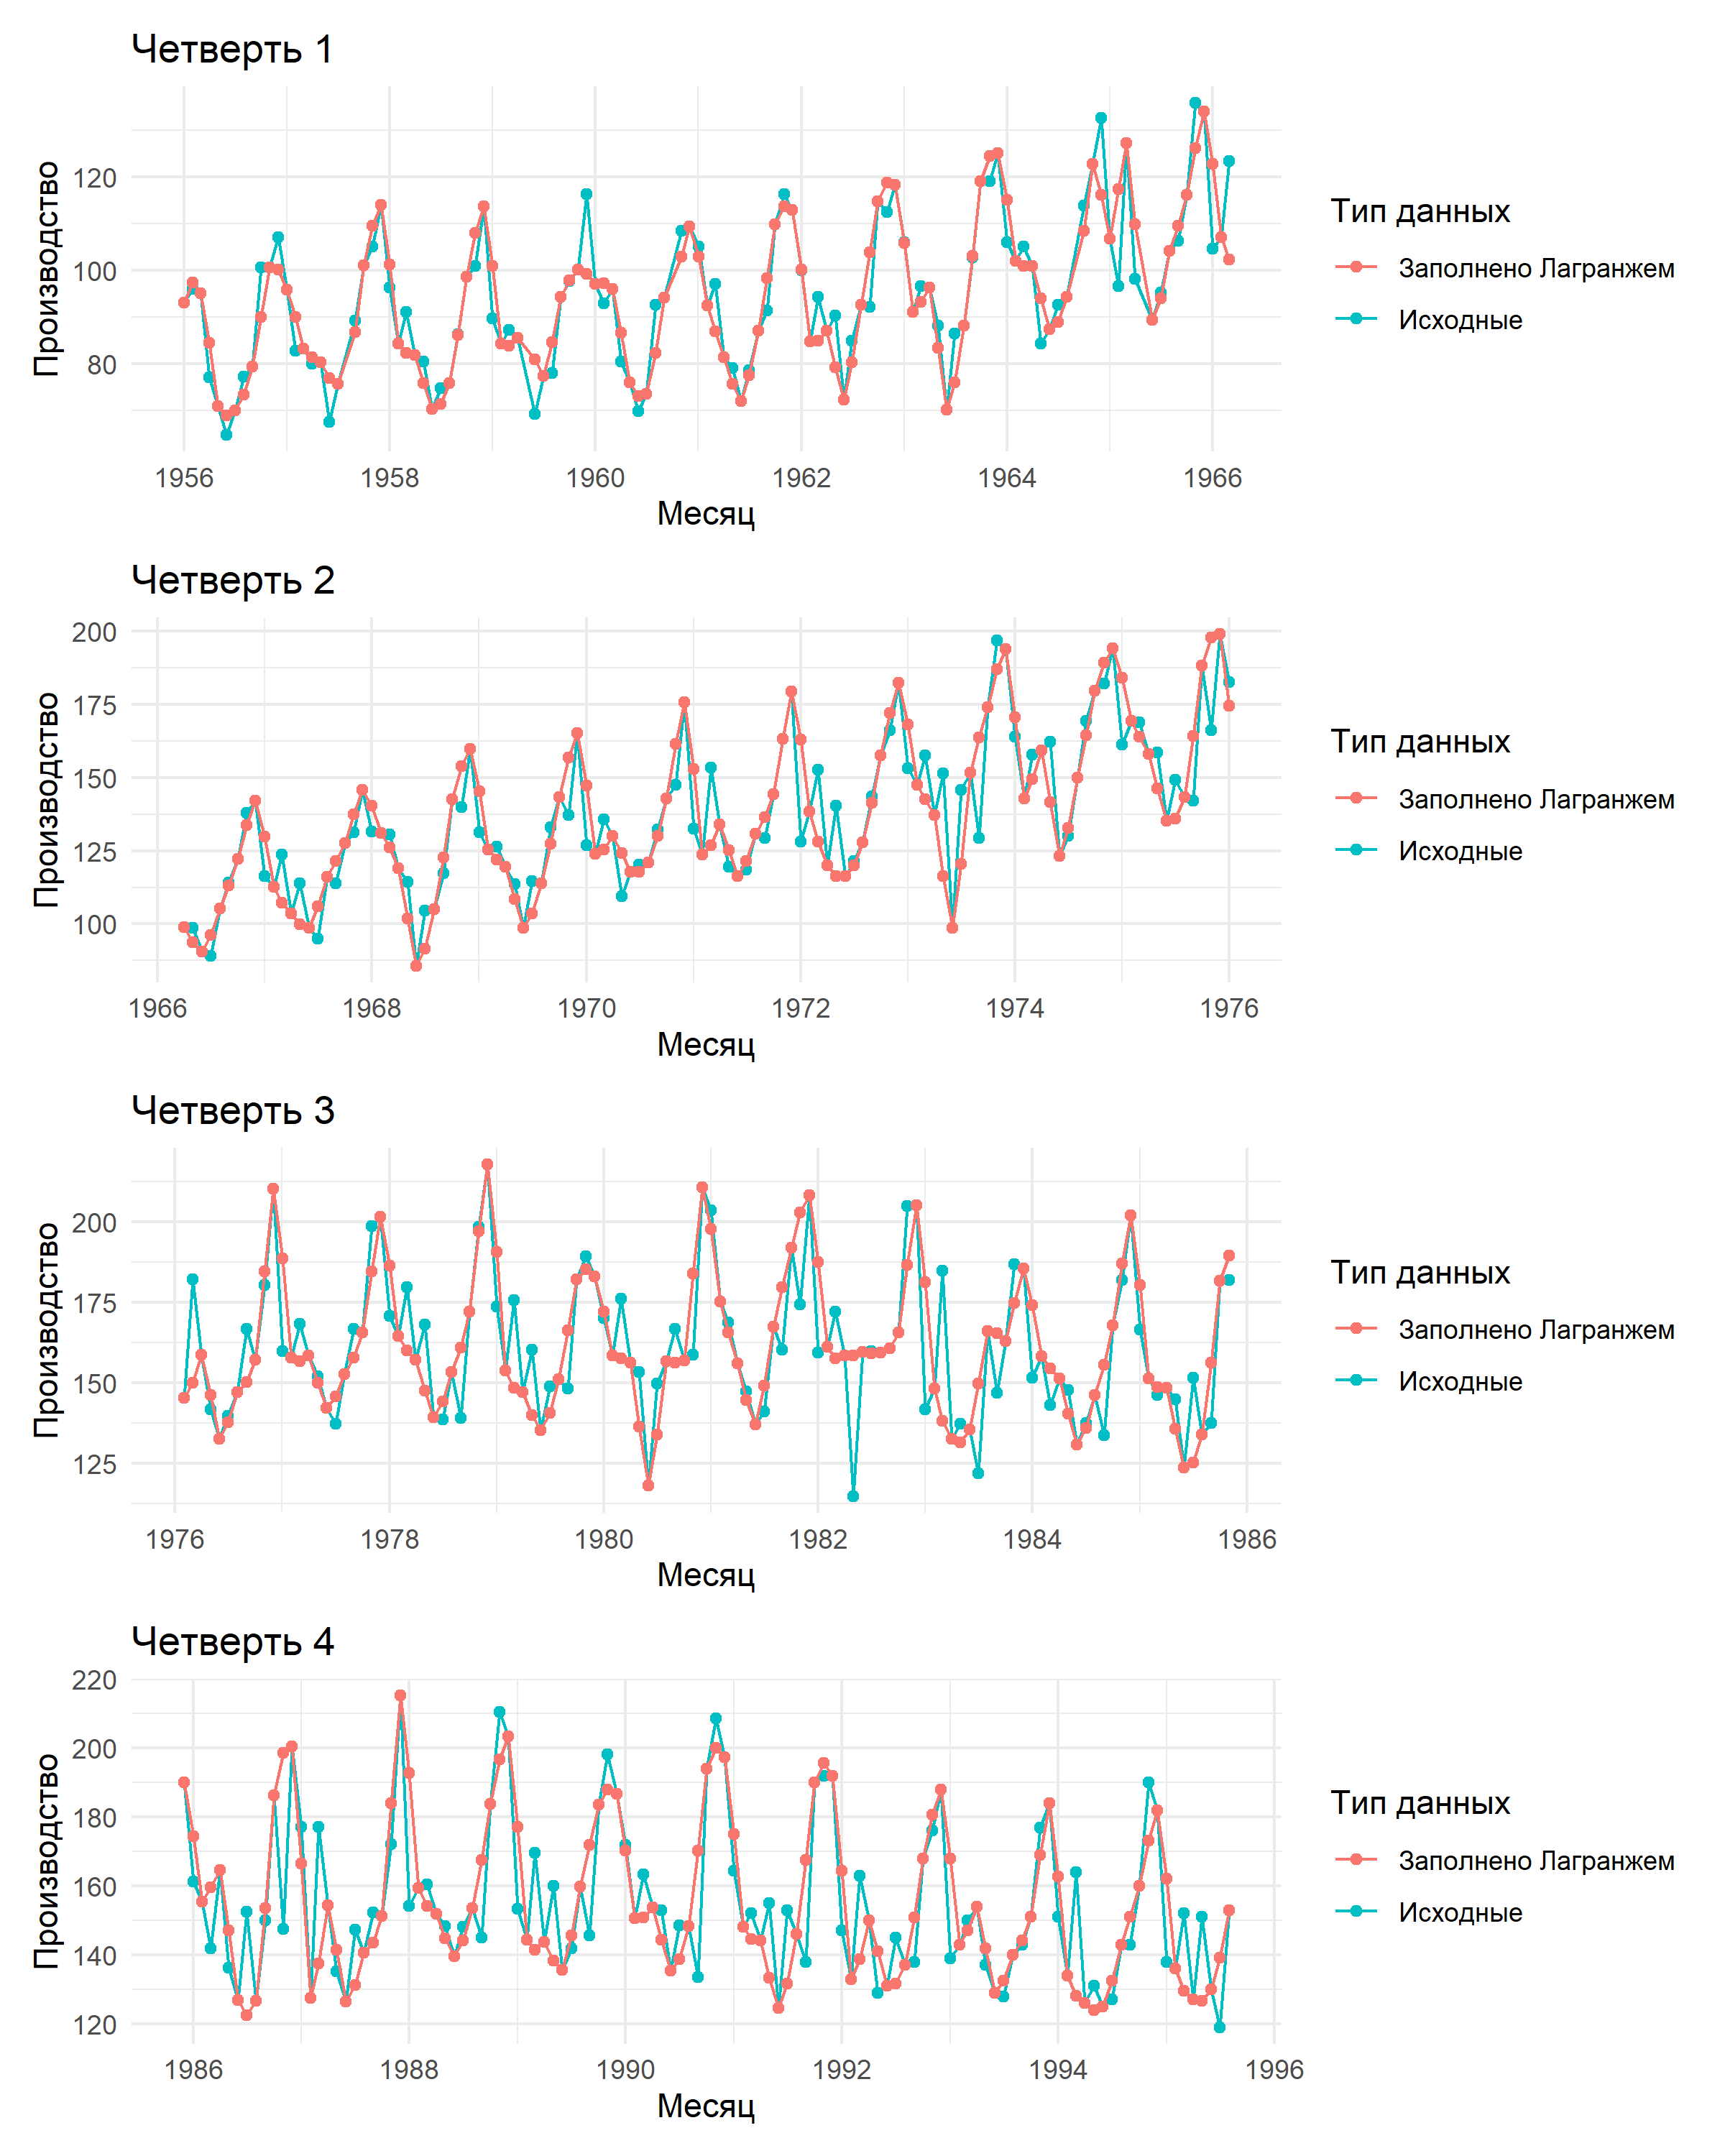 Четверть 1
Производство
120
100
80
1956 1958 1960 1962 1964 1966
Месяц
Тип данных
Заполнено Лагранжем
Исходные
Четверть 2
Производство
200
175
150
125
100
1966 1968 1970 1972 1974 1976
Месяц
Тип данных
Заполнено Лагранжем
Исходные
Четверть 3
Производство
200
175
150
125
1976 1978 1980 1982 1984 1986
Месяц
Тип данных
Заполнено Лагранжем
Исходные
Четверть 4
Производство
220
200
180
160
140
120
1986 1988 1990 1992 1994 1996
Месяц
Тип данных
Заполнено Лагранжем
Исходные